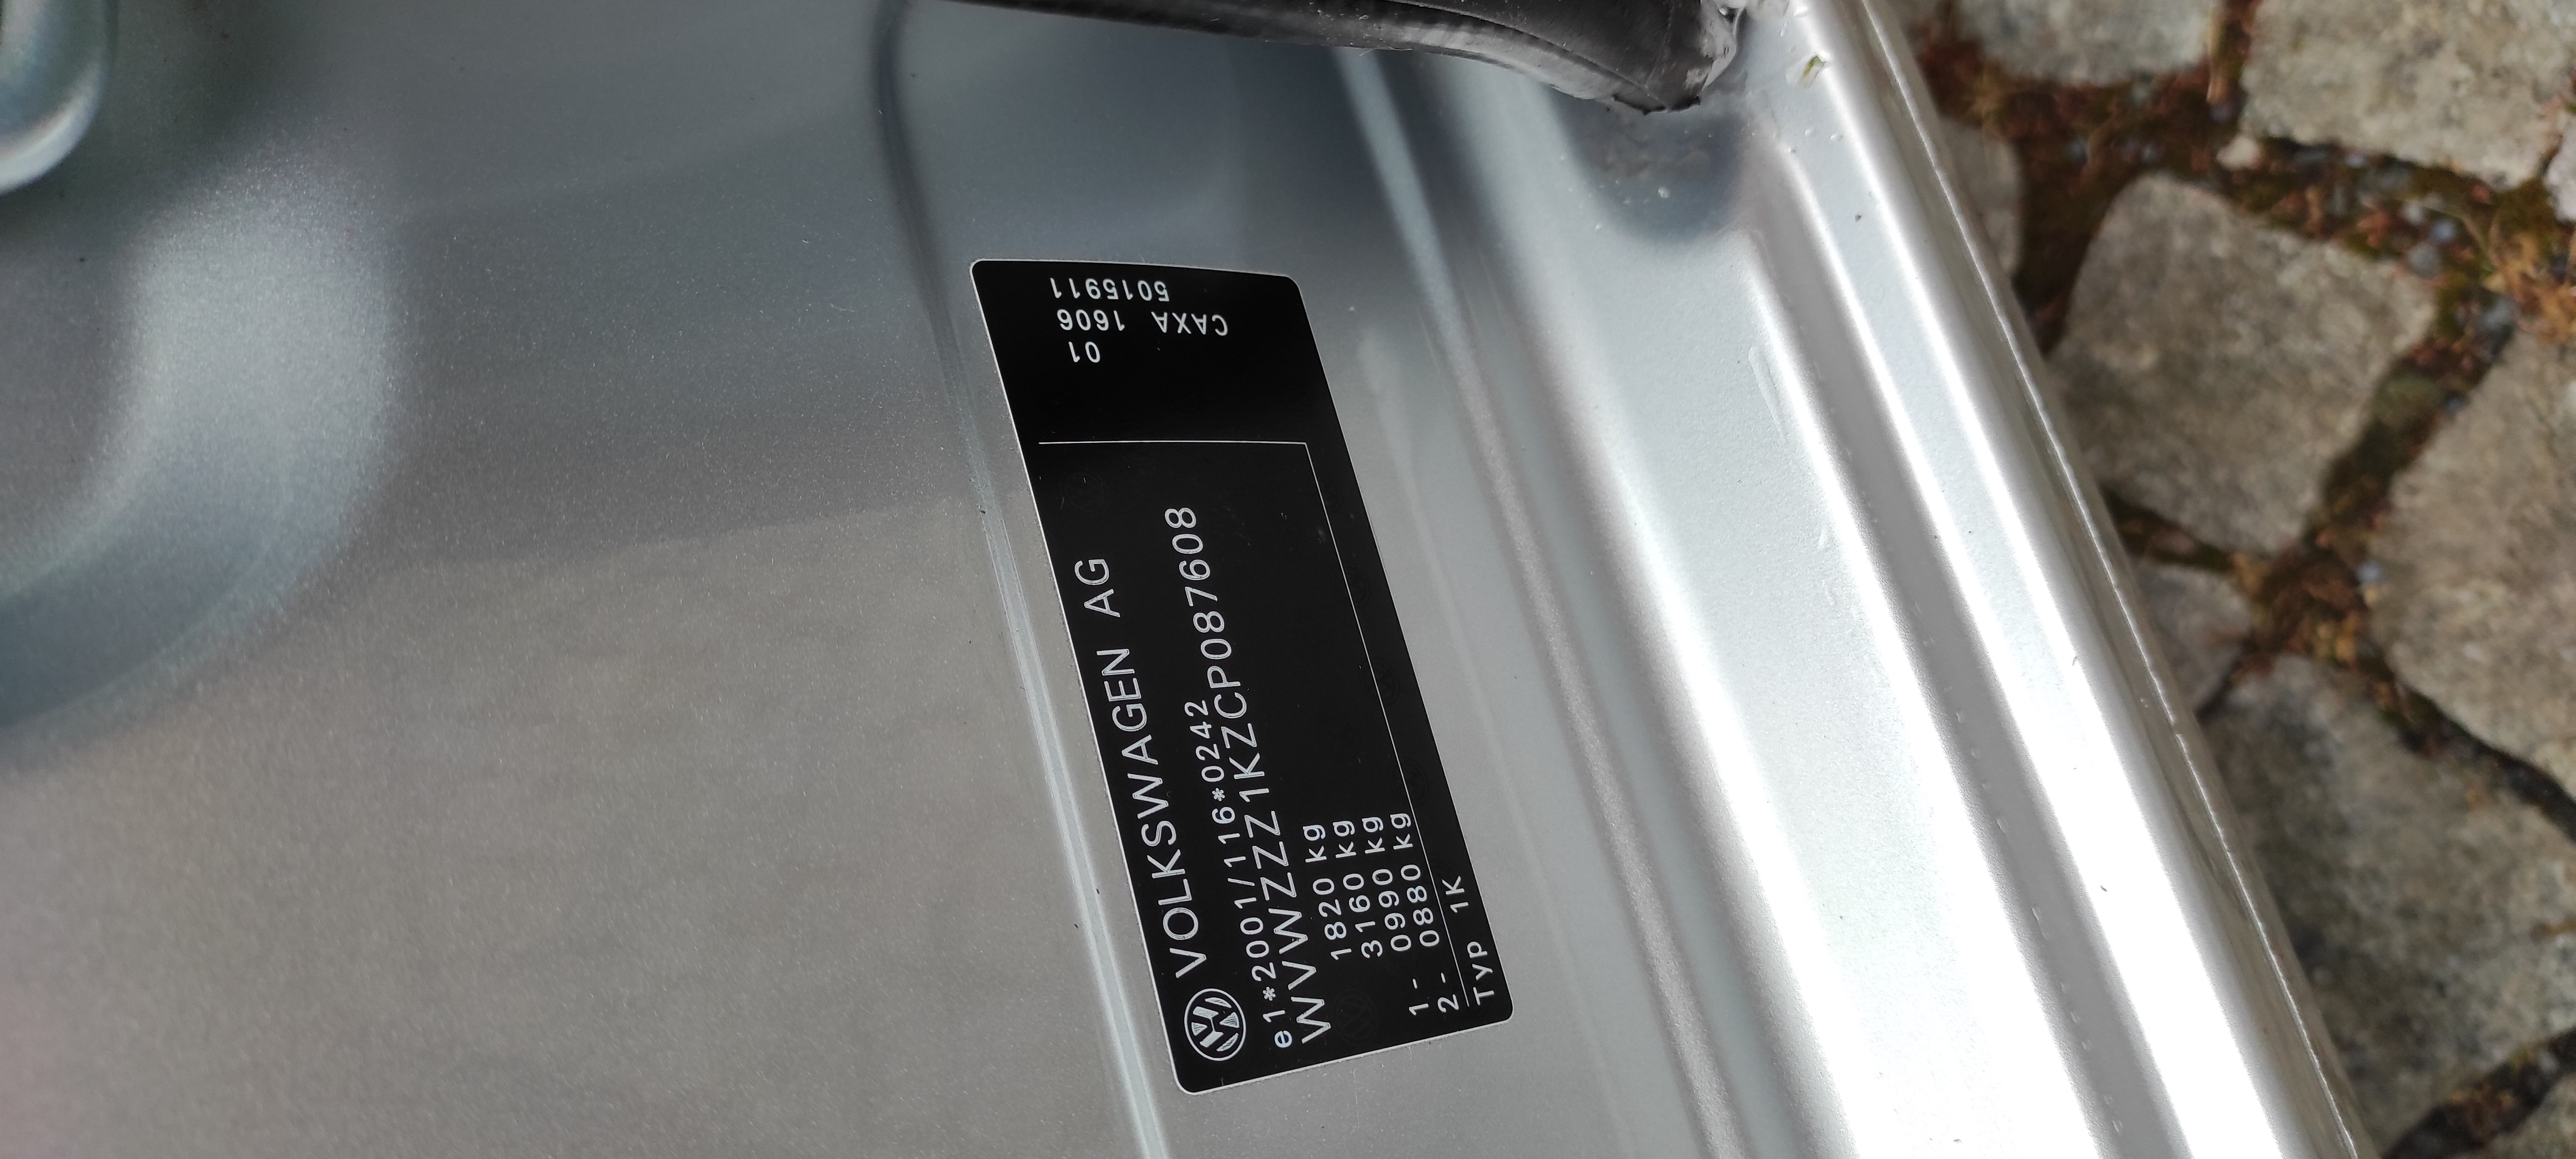 VOLKSWAGEN AG
e1*2001/116*0242
WVWZZZ1KZCP087608
1820 kg
3160 kg
1- 0990 kg
2- 0880 kg
Typ 1K
5015911
CAXA 1606
01